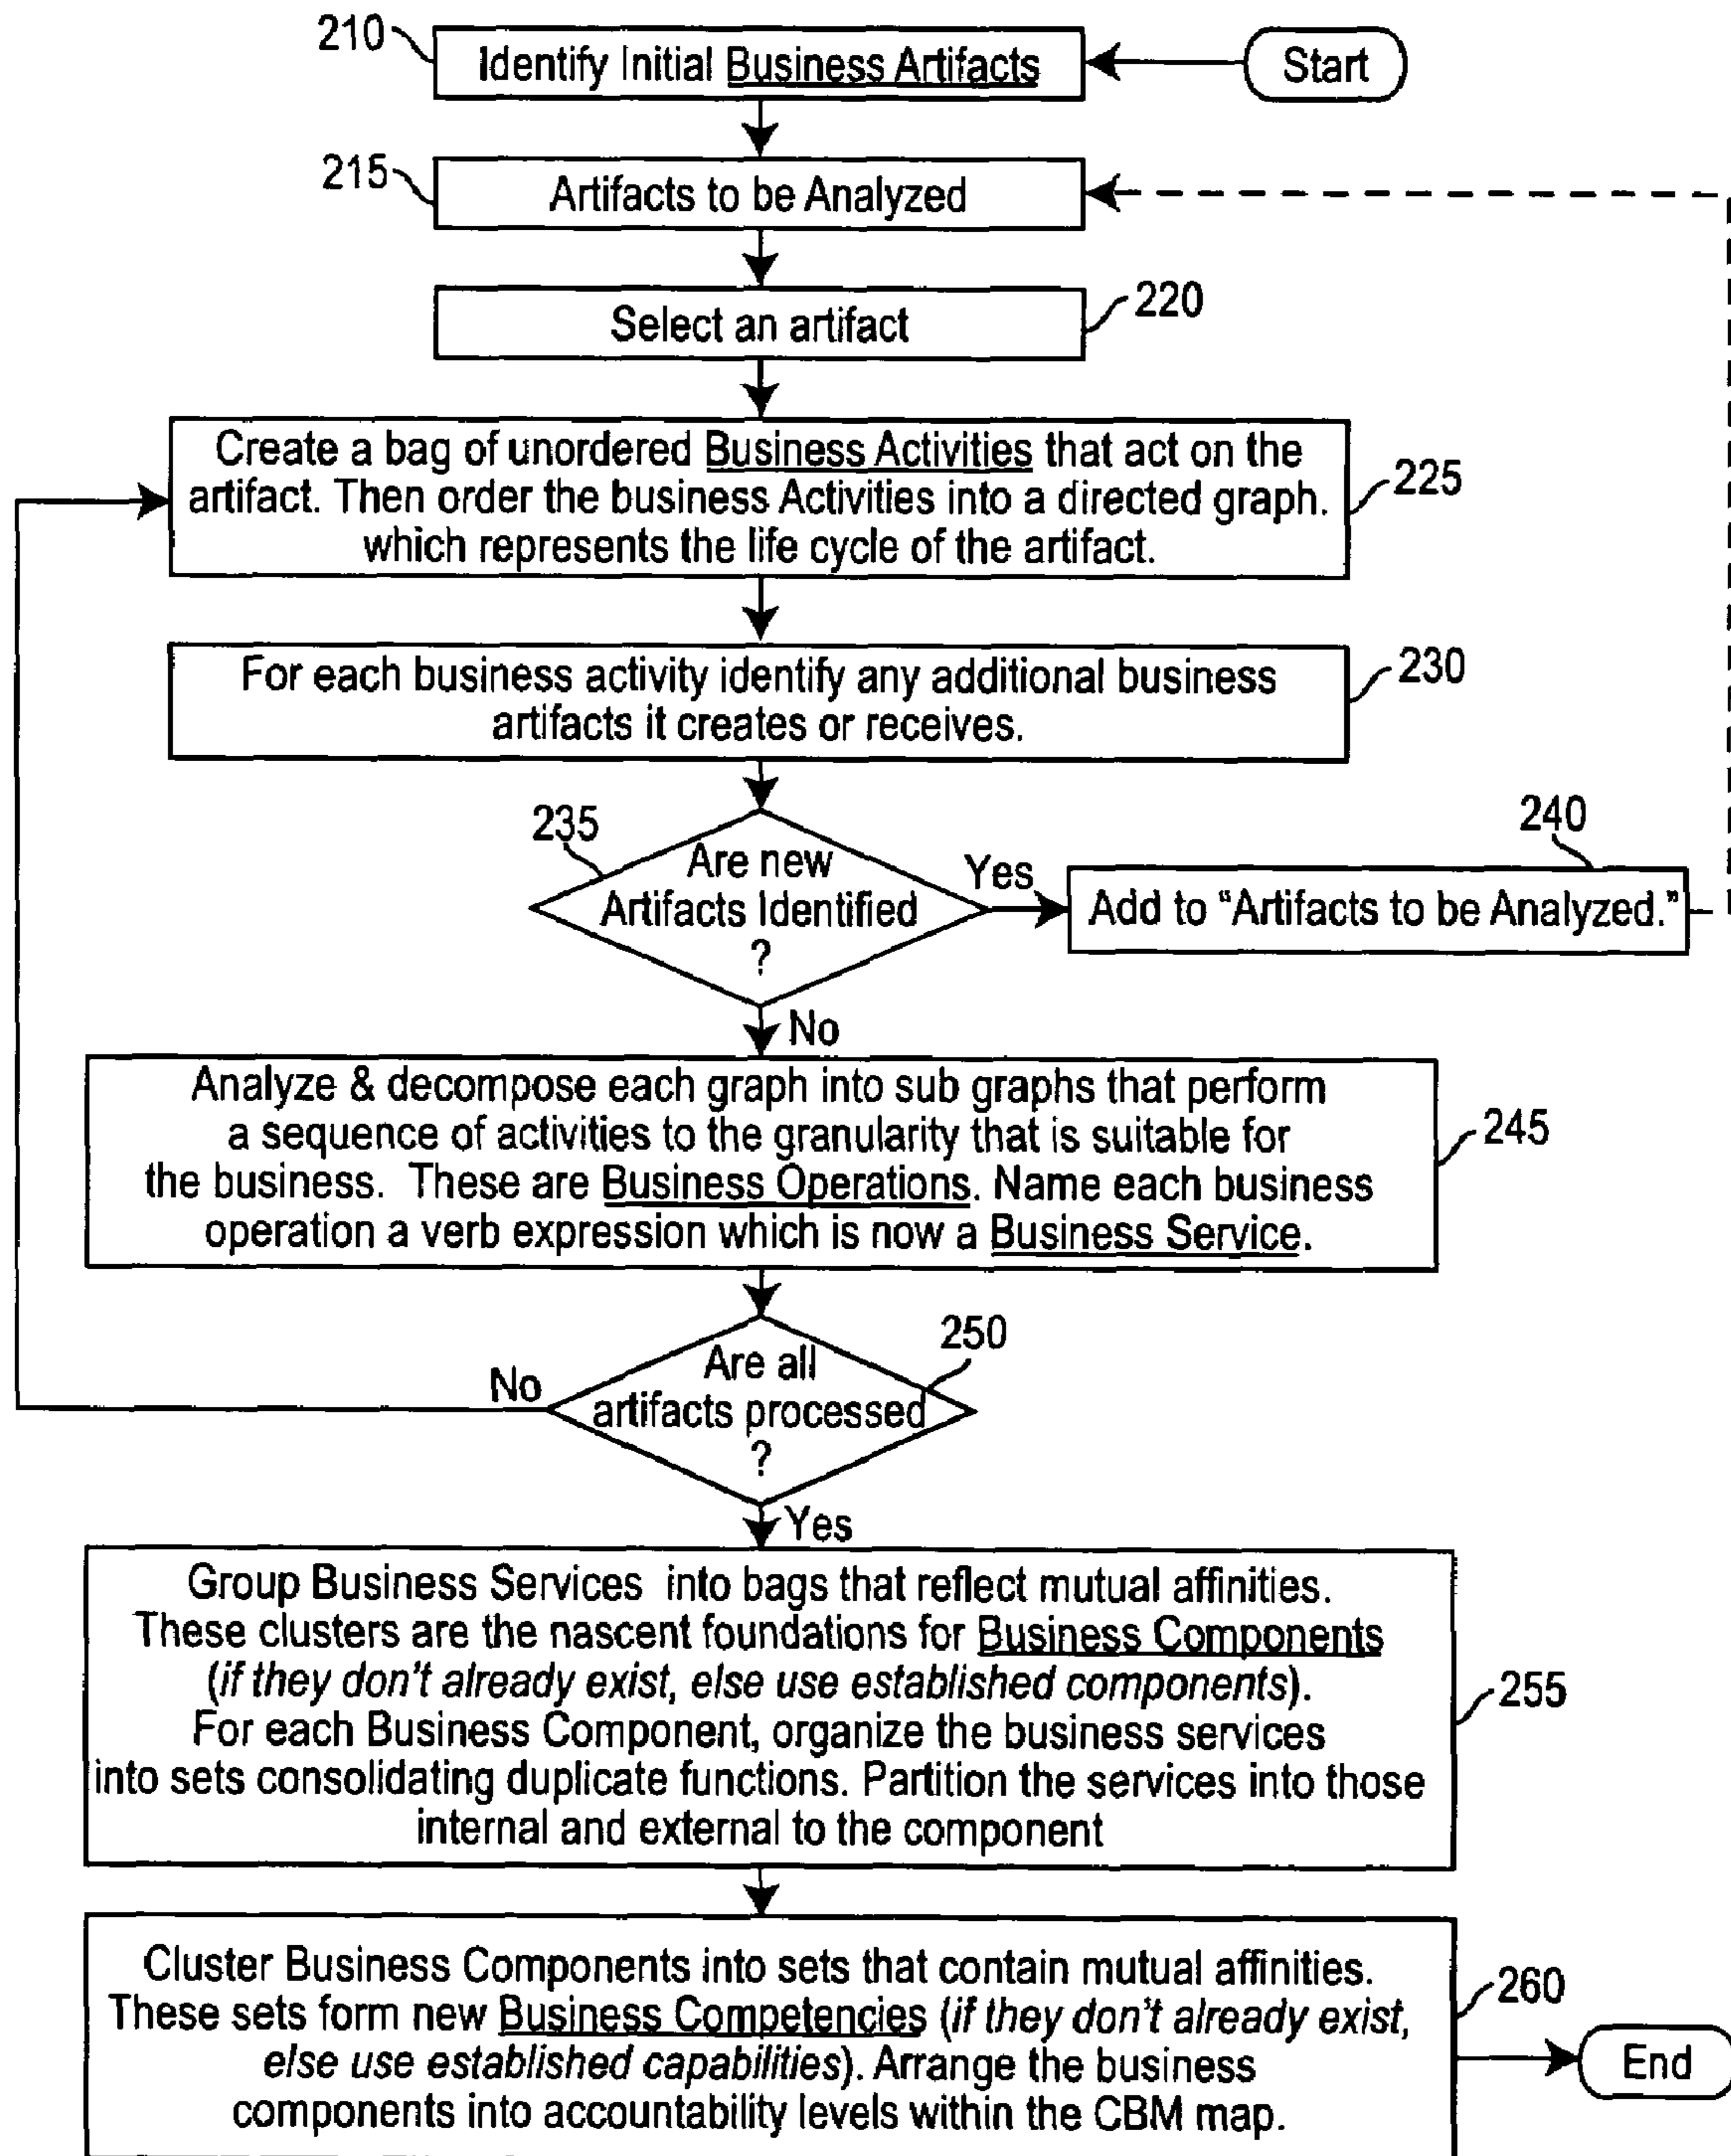 210
Identify Initial Business Artifacts
Start
215
Artifacts to be Analyzed
Select an artifact
220
Create a bag of unordered Business Activities that act on the
artifact. Then order the business Activities into a directed graph.
which represents the life cycle of the artifact.
225
For each business activity identify any additional business
artifacts it creates or receives.
230
235
Are new
Artifacts Identified
?
Yes
240
Add to “Artifacts to be Analyzed.”
No
Analyze & decompose each graph into sub graphs that perform
a sequence of activities to the granularity that is suitable for
the business. These are Business Operations. Name each business
operation a verb expression which is now a Business Service.
245
250
Are all
artifacts processed
?
No
Yes
Group Business Services into bags that reflect mutual affinities.
These clusters are the nascent foundations for Business Components
(if they don't already exist, else use established components).
For each Business Component, organize the business services
into sets consolidating duplicate functions. Partition the services into those
internal and external to the component
255
Cluster Business Components into sets that contain mutual affinities.
These sets form new Business Competencies (if they don't already exist,
else use established capabilities). Arrange the business
components into accountability levels within the CBM map.
260
End